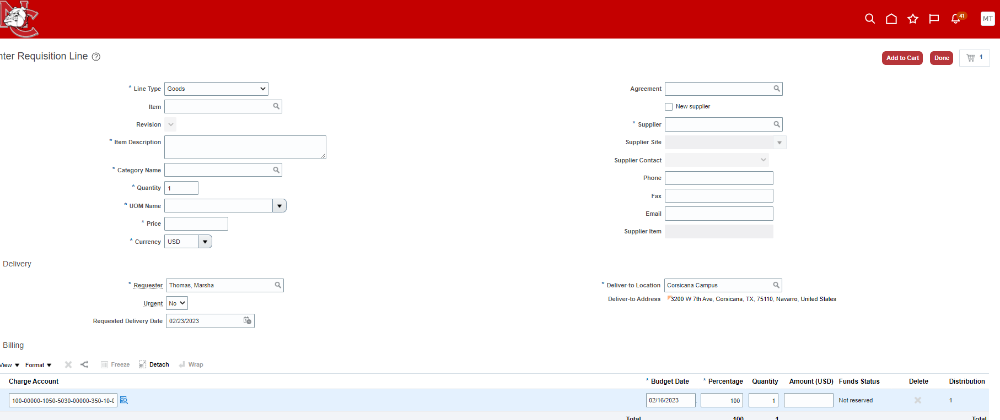 NC
41
MT
nter Requisition Line
Add to Cart
Done
1
* Line Type Goods
Item
Revision
* Item Description
* Category Name
* Quantity 1
* UOM Name
* Price
* Currency USD
Agreement
New supplier
* Supplier
Supplier Site
Supplier Contact
Phone
Fax
Email
Supplier Item
Delivery
* Requester Thomas, Marsha
Urgent No
Requested Delivery Date 02/23/2023
* Deliver-to Location Corsicana Campus
Deliver-to Address 3200 W 7th Ave, Corsicana, TX, 75110, Navarro, United States
Billing
View Format Freeze Detach Wrap
Charge Account * Budget Date * Percentage Quantity Amount (USD) Funds Status Delete Distribution
100-00000-1050-5030-00000-350-10-0 02/16/2023 100 1 Not reserved 1
Total 100 1 Total